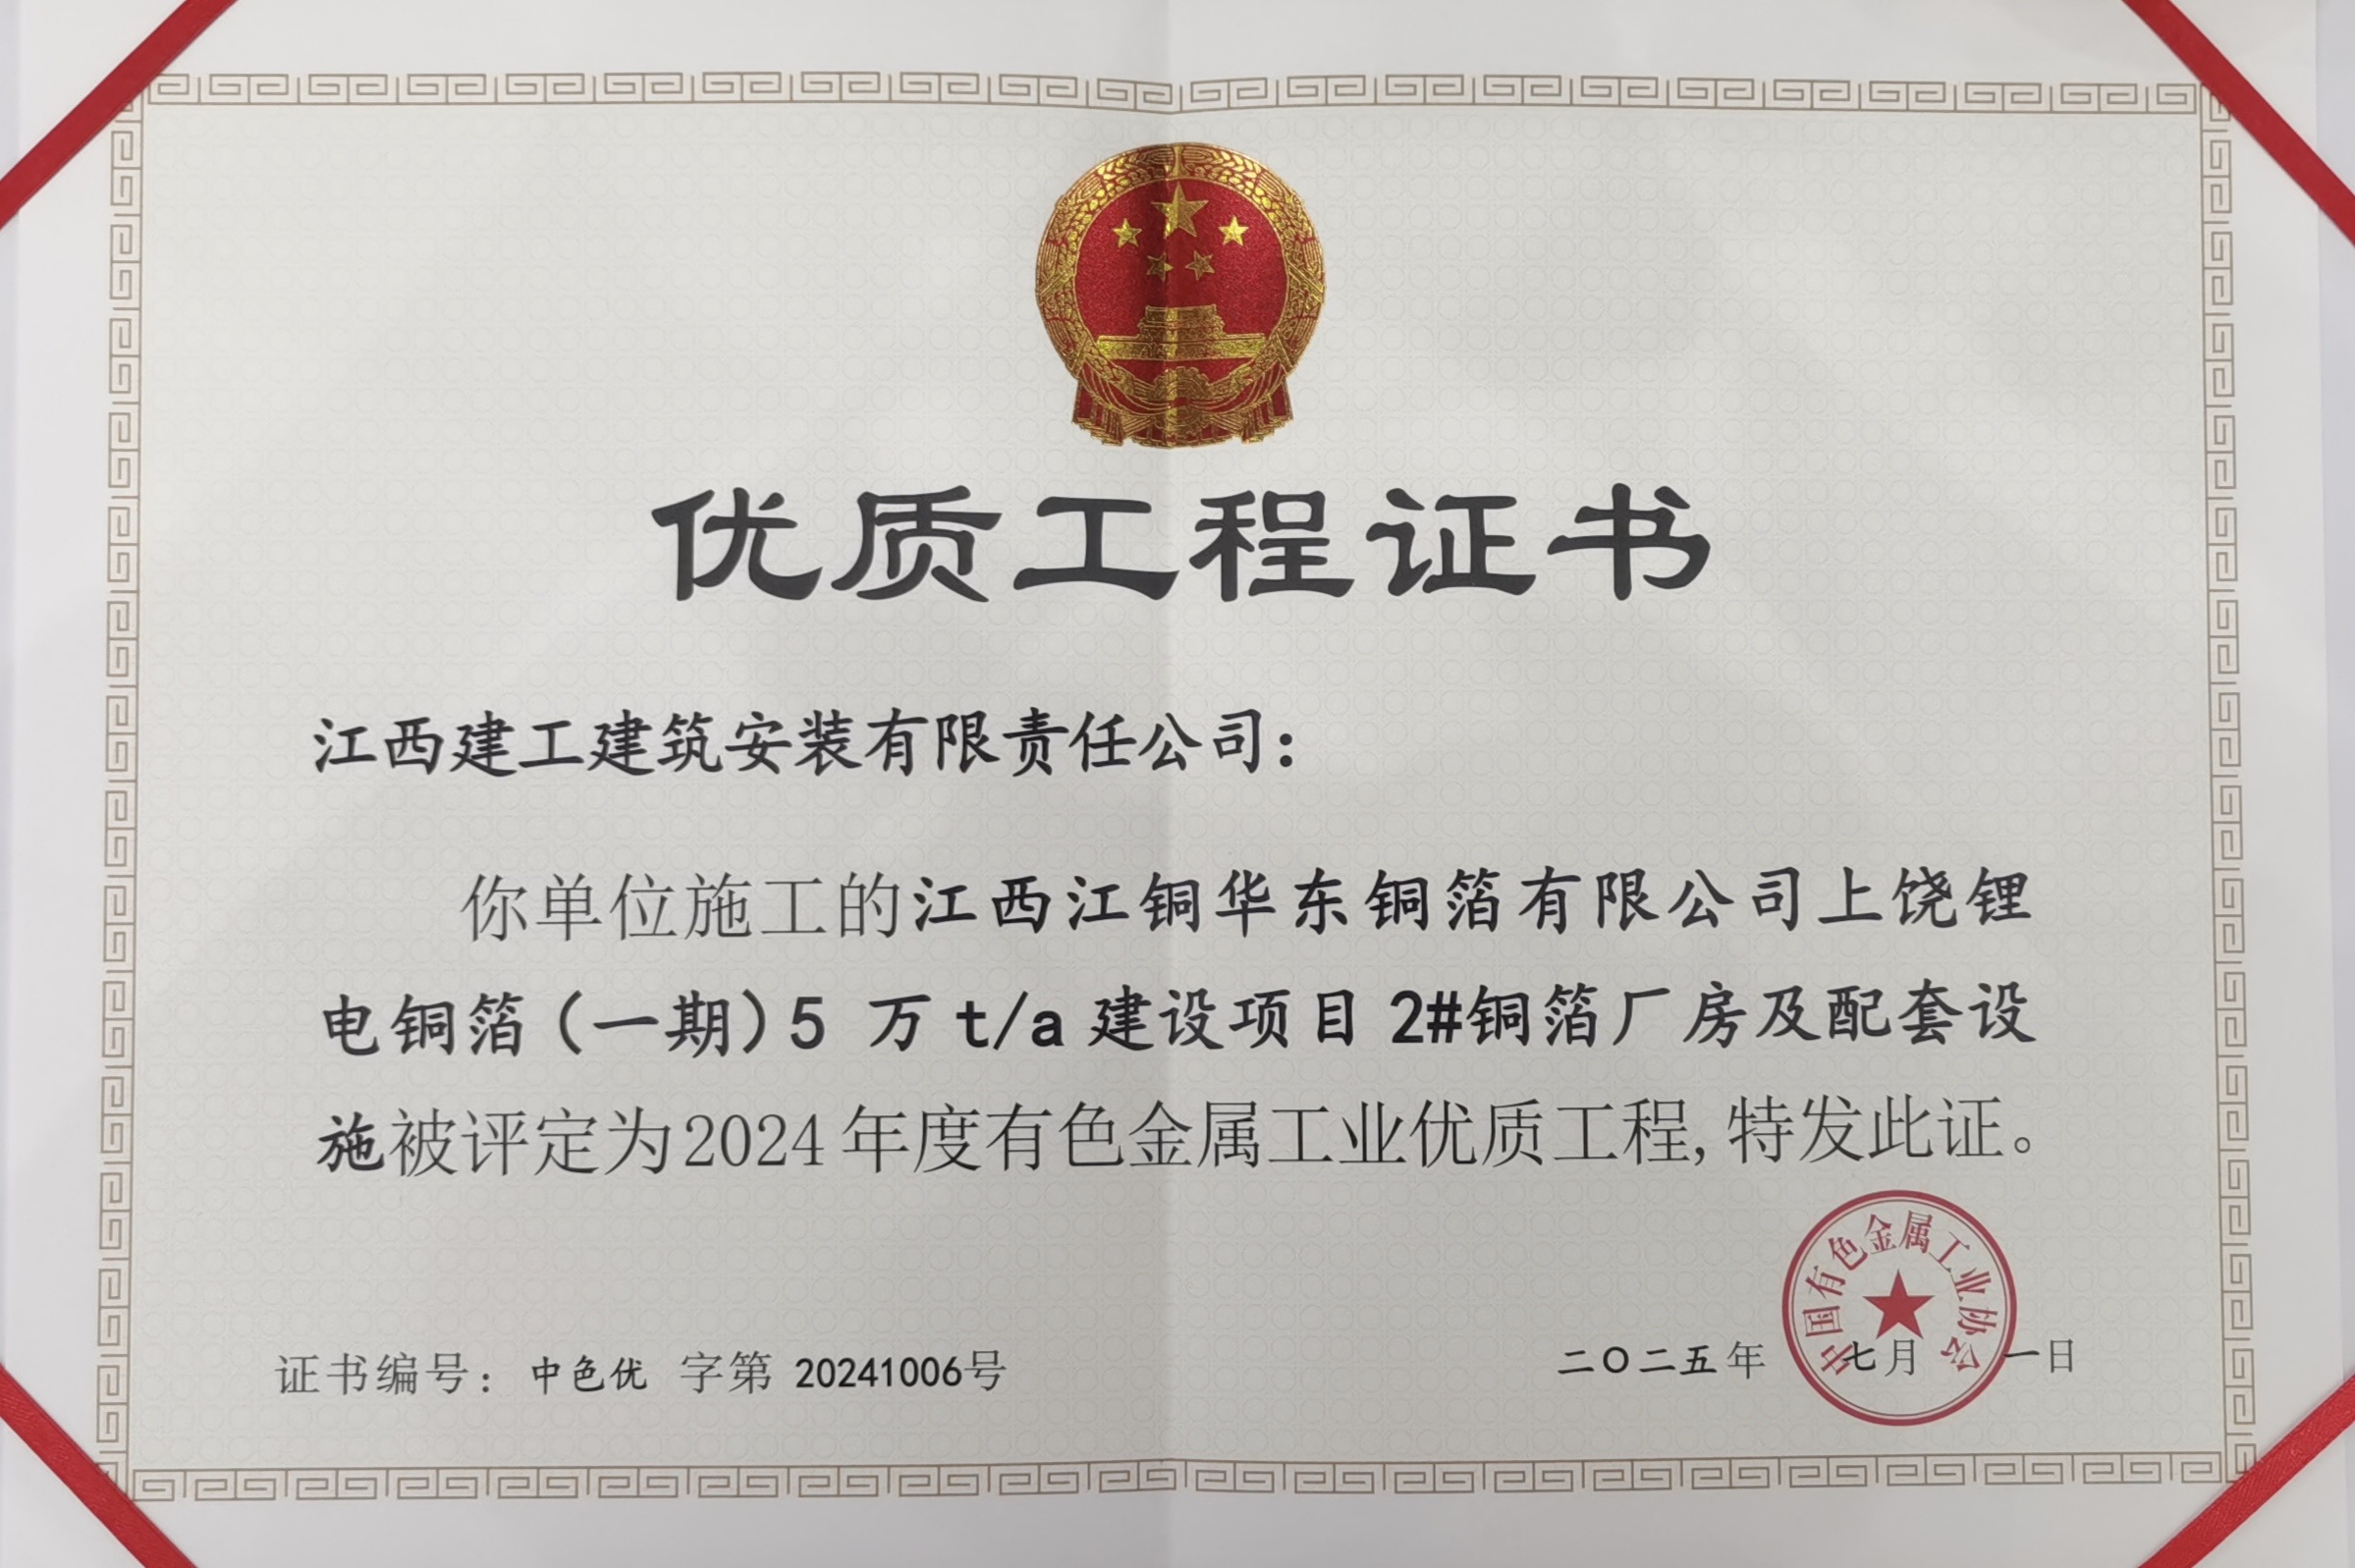 优质工程证书
江西建工建筑安装有限责任公司：
你单位施工的江西江铜华东铜箔有限公司上饶锂
电铜箔(一期)5 万 t/a 建设项目 2#铜箔厂房及配套设
施被评定为2024年度有色金属工业优质工程,特发此证。
中国有色金属工业协会
证书编号：中色优 字第 20241006号
二〇二五年 七月 一日